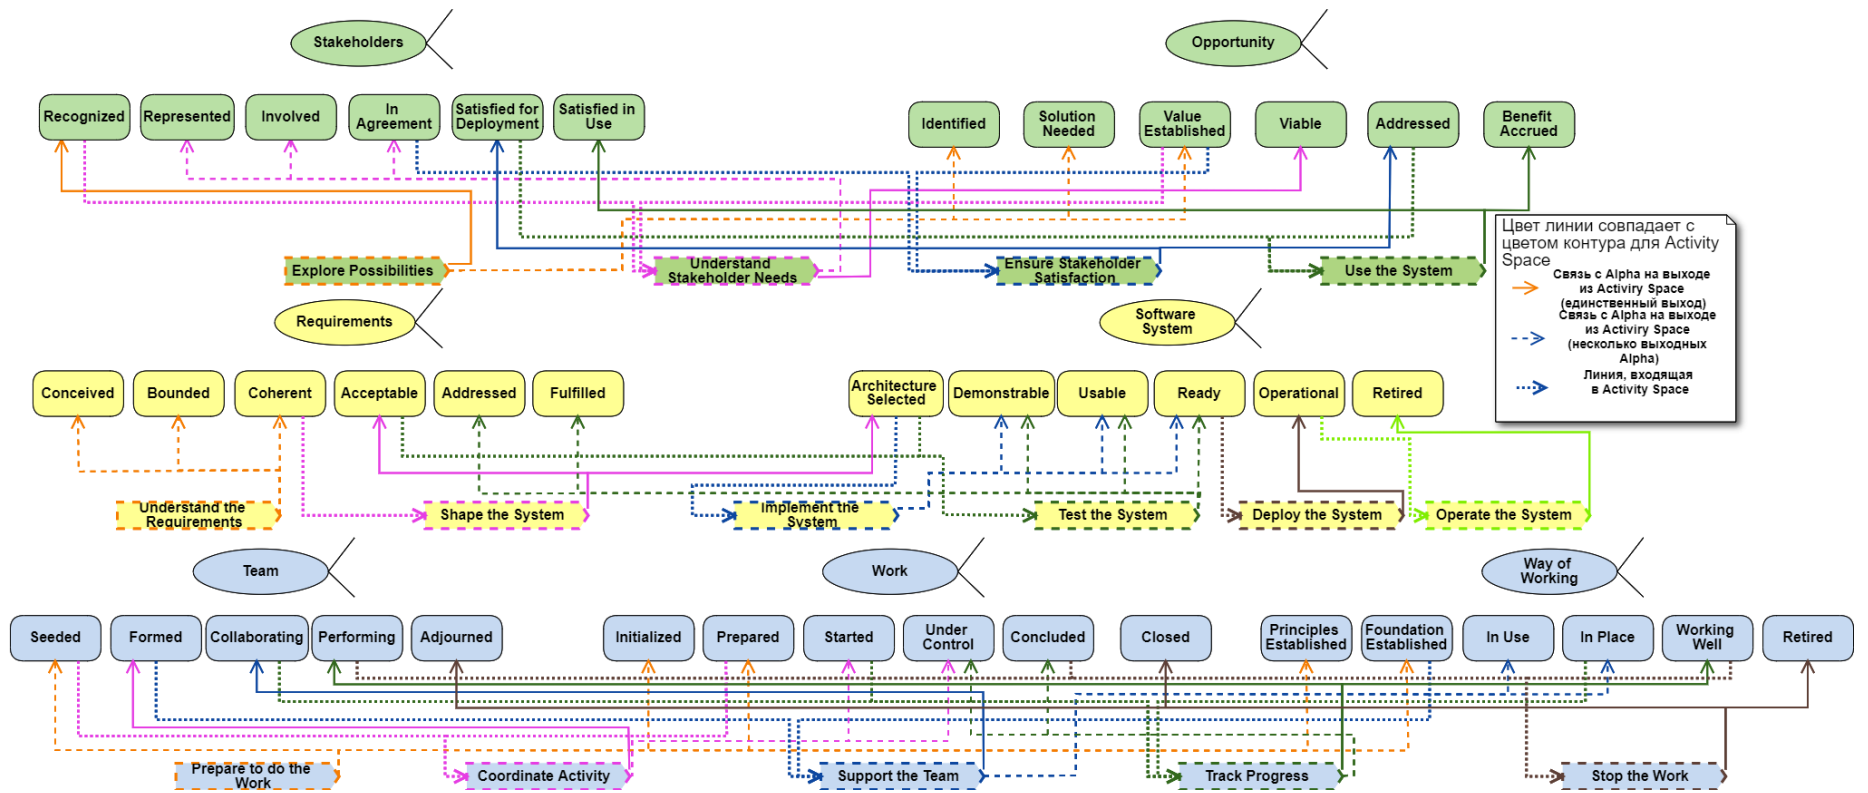 Stakeholders
Opportunity
Recognized
Represented
Involved
In
Agreement
Satisfied for
Deployment
Satisfied in
Use
Identified
Solution
Needed
Value
Established
Viable
Addressed
Benefit
Accrued
Explore Possibilities
Understand
Stakeholder Needs
Ensure Stakeholder
Satisfaction
Use the System
Цвет линии совпадает с
цветом контура для Activity
Space
Связь с Alpha на выходе
из Activiry Space
(единственный выход)
Связь с Alpha на выходе
из Activiry Space
(несколько выходных
Alpha)
Линия, входящая
в Activity Space
Requirements
Software
System
Conceived
Bounded
Coherent
Acceptable
Addressed
Fulfilled
Architecture
Selected
Demonstrable
Usable
Ready
Operational
Retired
Understand the
Requirements
Shape the System
Implement the
System
Test the System
Deploy the System
Operate the System
Team
Work
Way of
Working
Seeded
Formed
Collaborating
Performing
Adjourned
Initialized
Prepared
Started
Under
Control
Concluded
Closed
Principles
Established
Foundation
Established
In Use
In Place
Working
Well
Retired
Prepare to do the
Work
Coordinate Activity
Support the Team
Track Progress
Stop the Work